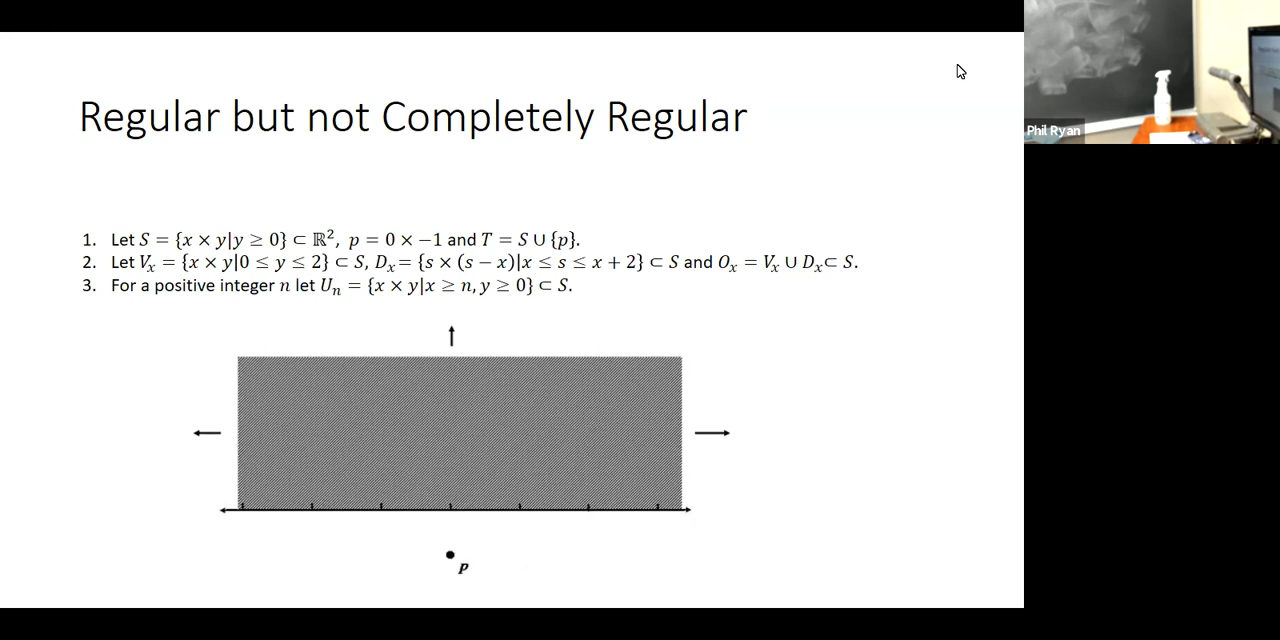 Regular but not Completely Regular
1. Let S = {x × y|y ≥ 0} ⊂ ℝ², p = 0 × −1 and T = S ∪ {p}.
2. Let Vₓ = {x × y|0 ≤ y ≤ 2} ⊂ S, Dₓ= {s × (s − x)|x ≤ s ≤ x + 2} ⊂ S and Oₓ = Vₓ ∪ Dₓ⊂ S.
3. For a positive integer n let Uₙ = {x × y|x ≥ n, y ≥ 0} ⊂ S.
p
Phil Ryan